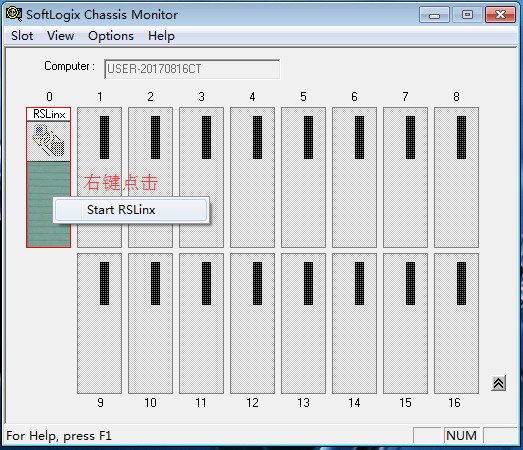 SoftLogix Chassis Monitor
Slot View Options Help
Computer: USER-20170816CT
0 1 2 3 4 5 6 7 8
RSLinx
右键点击
Start RSLinx
9 10 11 12 13 14 15 16
For Help, press F1 NUM